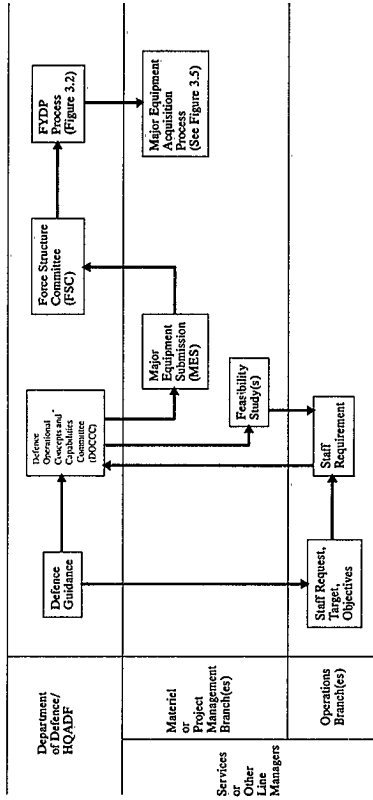 Department
of Defence/
HQADF
Defence
Guidance
Defence
Operational
Concepts and
Capabilities
Committee
(DOCCC)
Force Structure
Committee
(FSC)
FYDP
Process
(Figure 3.2)
Services
or
Other
Line
Managers
Materiel
or
Project
Management
Branch(es)
Major
Equipment
Submission
(MES)
Feasibility
Study(s)
Major Equipment
Acquisition
Process
(See Figure 3.5)
Operations
Branch(es)
Staff Request,
Target,
Objectives
Staff
Requirement